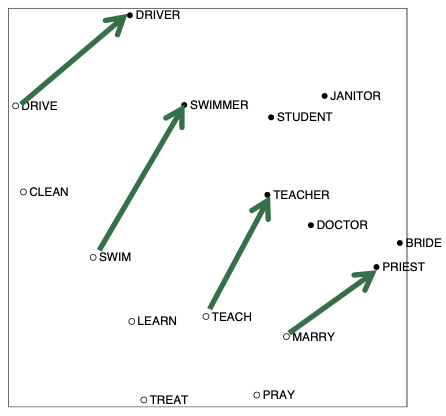 DRIVER
JANITOR
DRIVE
SWIMMER
STUDENT
CLEAN
TEACHER
DOCTOR
BRIDE
SWIM
PRIEST
LEARN
TEACH
MARRY
TREAT
PRAY